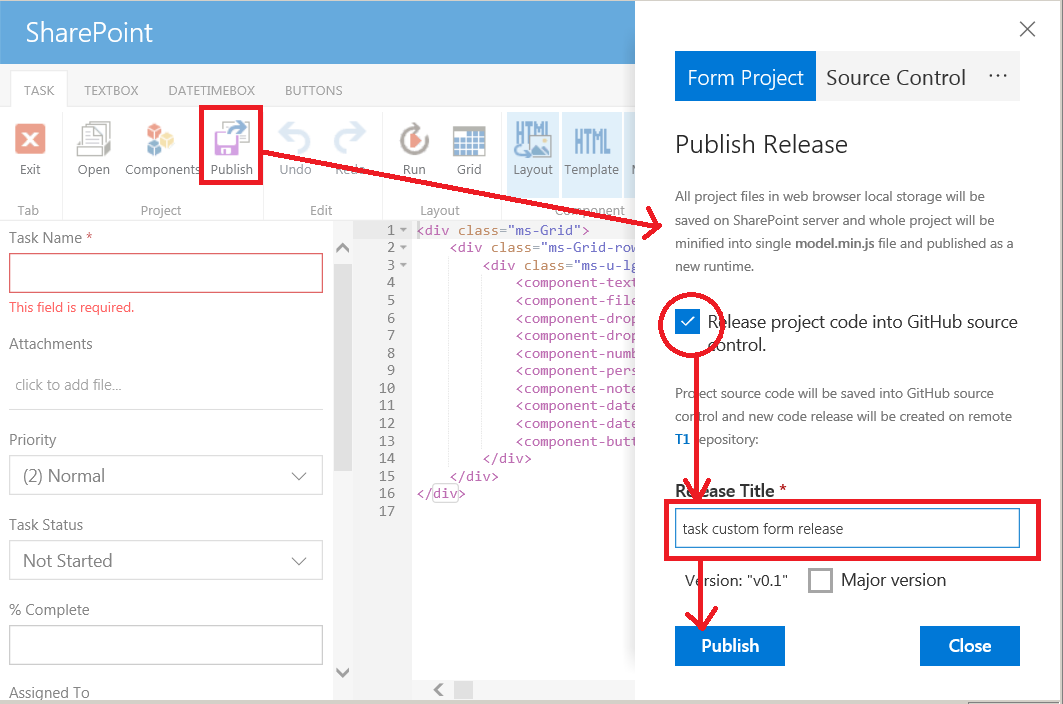 SharePoint
TASK TEXTBOX DATETIMEBOX BUTTONS
Exit Open Components Publish Undo Redo Run Grid Layout Template
Tab Project Edit Layout Component
Task Name *
This field is required.
Attachments
click to add file...
Priority
(2) Normal
Task Status
Not Started
% Complete
Assigned To
1 <div class="ms-Grid">
2 <div class="ms-Grid-row
3 <div class="ms-u-lg
4 <component-text
5 <component-file
6 <component-drop
7 <component-drop
8 <component-numb
9 <component-pers
10 <component-note
11 <component-date
12 <component-date
13 <component-butt
14 </div>
15 </div>
16 </div>
17
Form Project Source Control ...
Publish Release
All project files in web browser local storage will be
saved on SharePoint server and whole project will be
minified into single model.min.js file and published as a
new runtime.
Release project code into GitHub source
control.
Project source code will be saved into GitHub source
control and new code release will be created on remote
T1 repository:
Release Title *
task custom form release
Version: "v0.1" Major version
Publish Close